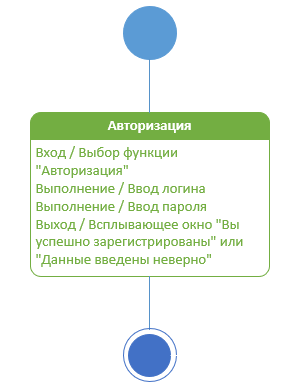 Авторизация
Вход / Выбор функции
"Авторизация"
Выполнение / Ввод логина
Выполнение / Ввод пароля
Выход / Всплывающее окно "Вы
успешно зарегистрированы" или
"Данные введены неверно"